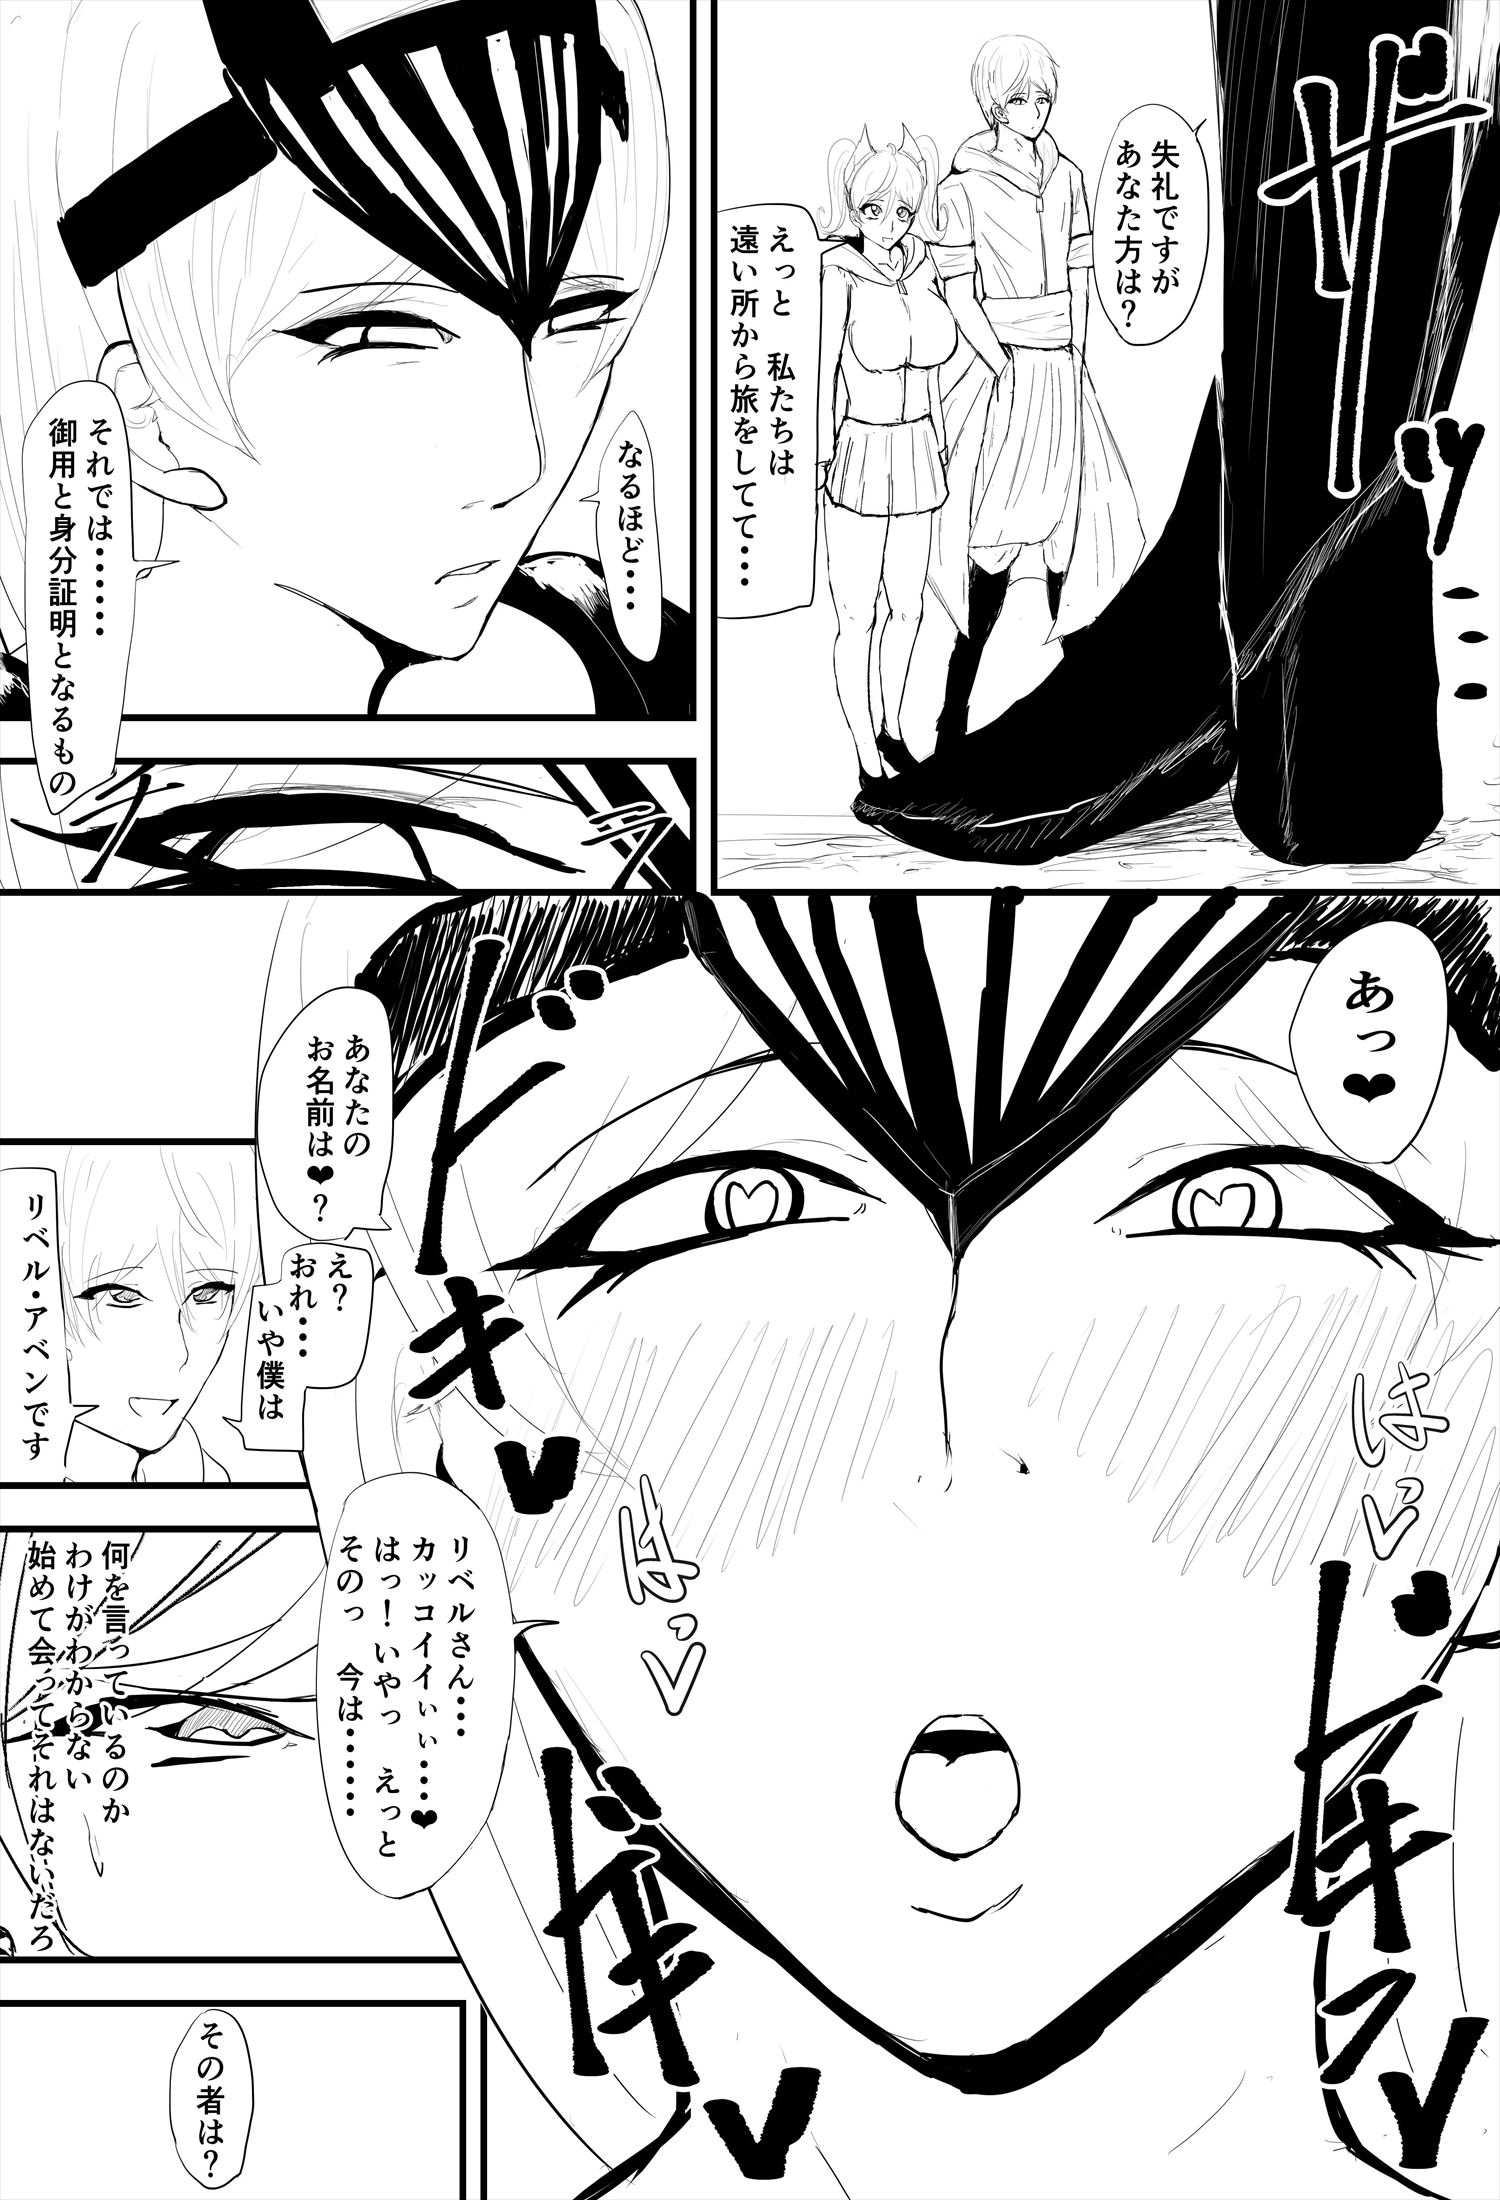 失礼ですが
あなた方は？
ザッ
えっと　私たちは
遠い所から旅をしてて・・・
なるほど・・・
それでは・・・・・・
御用と身分証明となるもの
チラ
あっ❤
ドキ
はっ
はっ
あなたの
お名前は❤？
え？
おれ・・・
いや僕は
リベル・アベンです
リベルさん・・・
カッコイイぃぃ・・・❤
はっ！いやっ　えっと
そのっ　今は・・・・・・
何を言っているのか
わけがわからない
始めて会ってそれはないだろ
その者は？